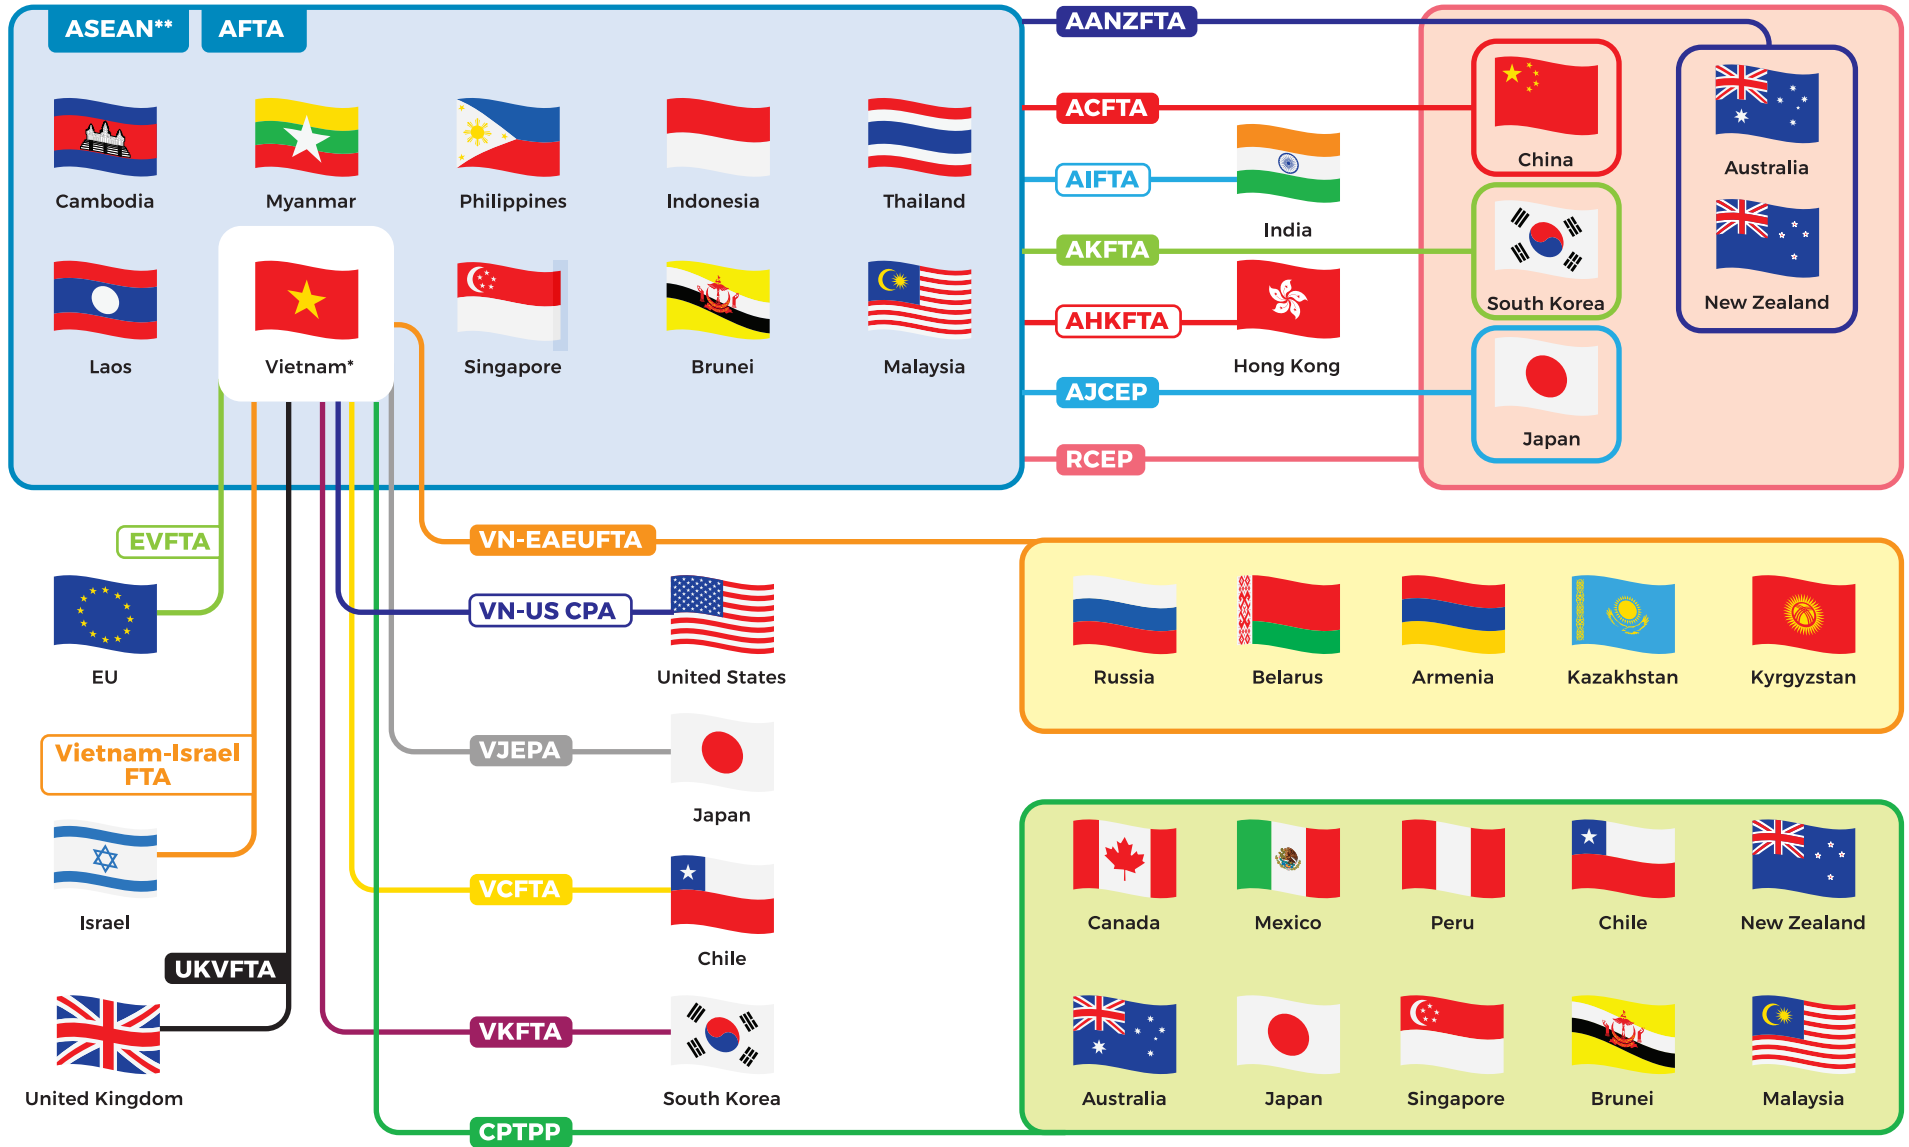 ASEAN** AFTA
Cambodia Myanmar Philippines Indonesia Thailand
Laos Vietnam* Singapore Brunei Malaysia
AANZFTA
ACFTA
AIFTA
AKFTA
AHKFTA
AJCEP
RCEP
India
Hong Kong
China
South Korea
Japan
Australia
New Zealand
EVFTA
EU
Vietnam-Israel
FTA
Israel
UKVFTA
United Kingdom
VN-EAEUFTA
VN-US CPA
United States
VJEPA
Japan
VCFTA
Chile
VKFTA
South Korea
CPTPP
Russia Belarus Armenia Kazakhstan Kyrgyzstan
Canada Mexico Peru Chile New Zealand
Australia Japan Singapore Brunei Malaysia